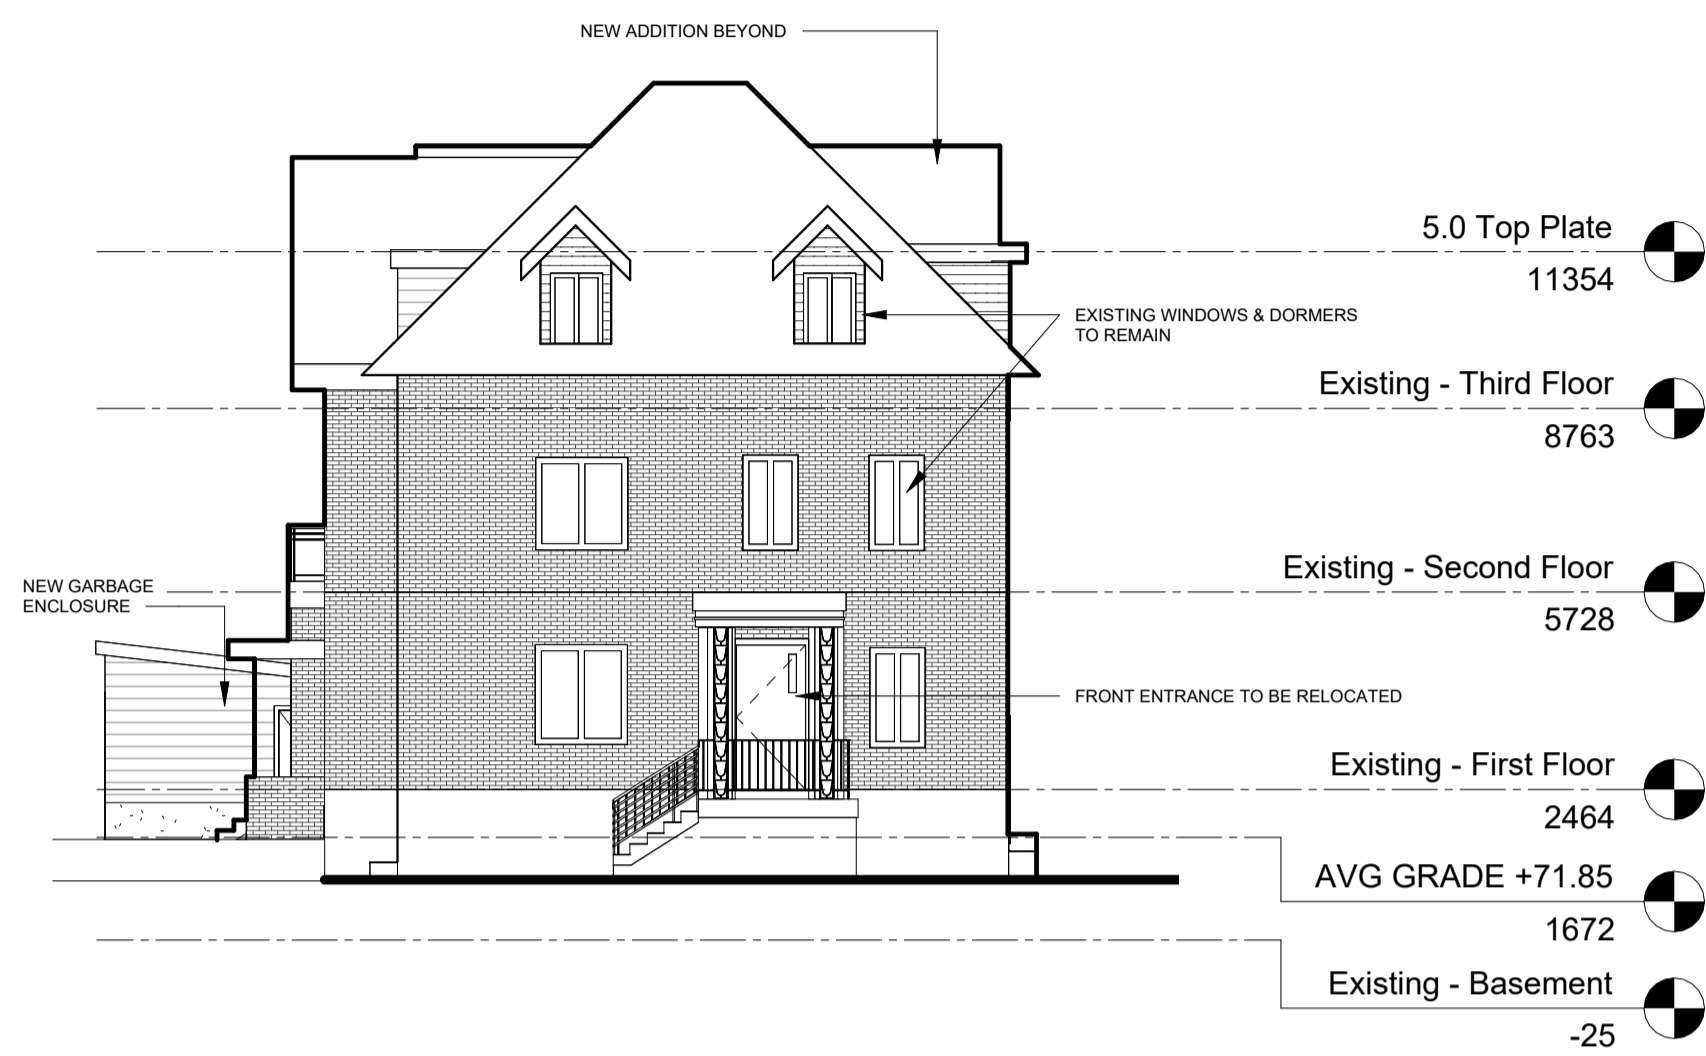 NEW ADDITION BEYOND
5.0 Top Plate
11354
EXISTING WINDOWS & DORMERS
TO REMAIN
Existing - Third Floor
8763
Existing - Second Floor
5728
NEW GARBAGE
ENCLOSURE
FRONT ENTRANCE TO BE RELOCATED
Existing - First Floor
2464
AVG GRADE +71.85
1672
Existing - Basement
-25